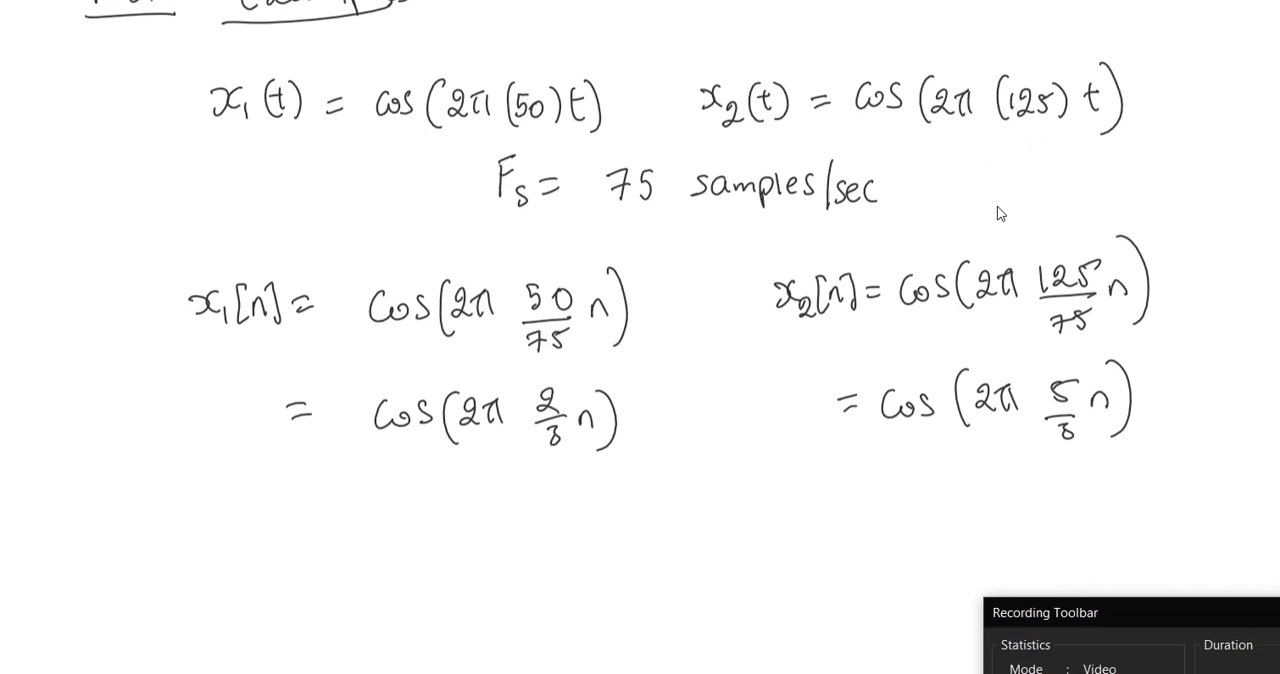 x₁(t) = cos(2π(50)t) x₂(t) = cos(2π(125)t)
Fs = 75 samples/sec
x₁[n] = cos(2π 50/75 n) x₂[n] = cos(2π 125/75 n)
= cos(2π 2/3 n) = cos(2π 5/3 n)
Recording Toolbar
Statistics Duration
Mode : Video